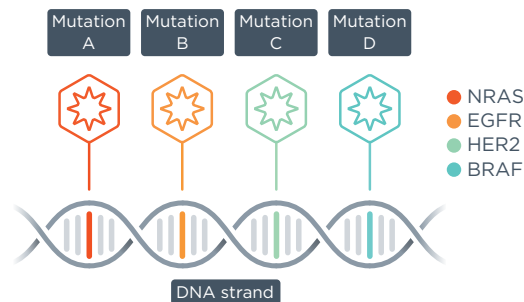 Mutation
A
Mutation
B
Mutation
C
Mutation
D
NRAS
EGFR
HER2
BRAF
DNA strand